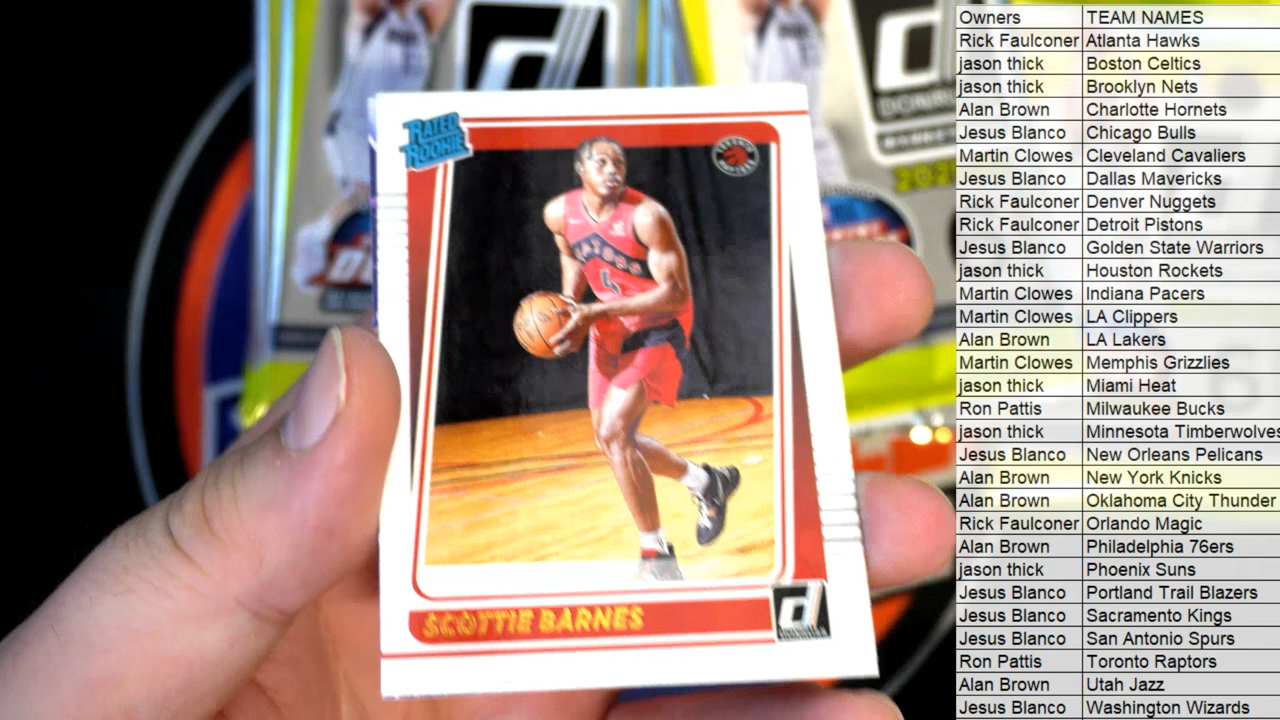 RATED
ROOKIE
4
SCOTTIE BARNES
d
Owners TEAM NAMES
Rick Faulconer Atlanta Hawks
jason thick Boston Celtics
jason thick Brooklyn Nets
Alan Brown Charlotte Hornets
Jesus Blanco Chicago Bulls
Martin Clowes Cleveland Cavaliers
Jesus Blanco Dallas Mavericks
Rick Faulconer Denver Nuggets
Rick Faulconer Detroit Pistons
Jesus Blanco Golden State Warriors
jason thick Houston Rockets
Martin Clowes Indiana Pacers
Martin Clowes LA Clippers
Alan Brown LA Lakers
Martin Clowes Memphis Grizzlies
jason thick Miami Heat
Ron Pattis Milwaukee Bucks
jason thick Minnesota Timberwolves
Jesus Blanco New Orleans Pelicans
Alan Brown New York Knicks
Alan Brown Oklahoma City Thunder
Rick Faulconer Orlando Magic
Alan Brown Philadelphia 76ers
jason thick Phoenix Suns
Jesus Blanco Portland Trail Blazers
Jesus Blanco Sacramento Kings
Jesus Blanco San Antonio Spurs
Ron Pattis Toronto Raptors
Alan Brown Utah Jazz
Jesus Blanco Washington Wizards